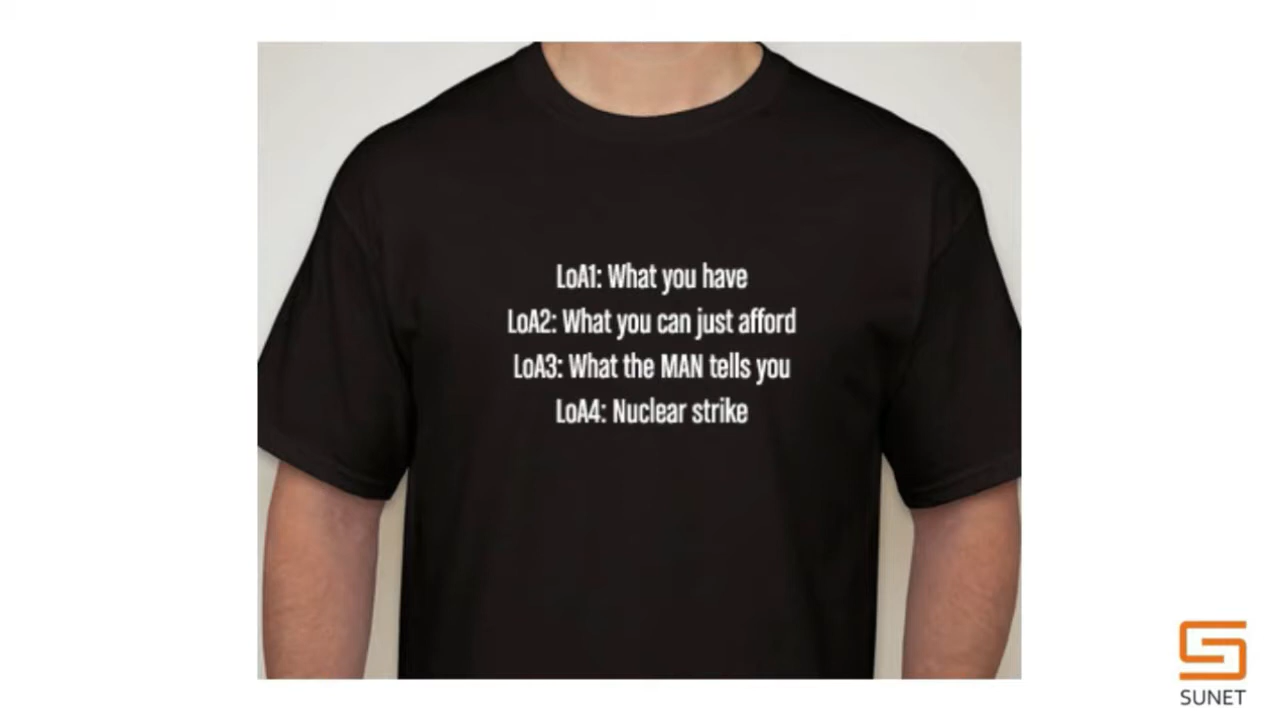 LoA1: What you have
LoA2: What you can just afford
LoA3: What the MAN tells you
LoA4: Nuclear strike
SUNET